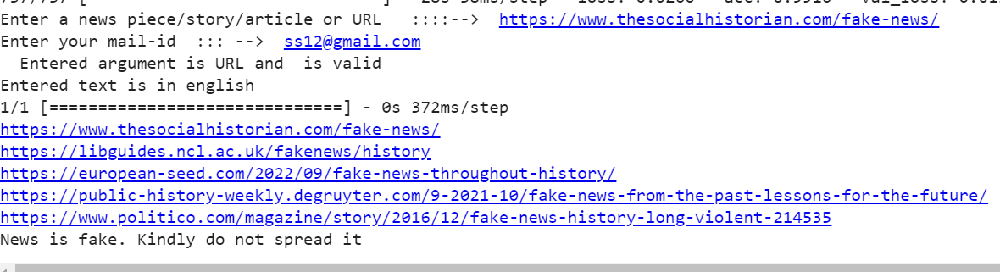 Enter a news piece/story/article or URL   ::::-->  https://www.thesocialhistorian.com/fake-news/
Enter your mail-id  ::: -->  ss12@gmail.com
  Entered argument is URL and  is valid
Entered text is in english
1/1 [==============================] - 0s 372ms/step
https://www.thesocialhistorian.com/fake-news/
https://libguides.ncl.ac.uk/fakenews/history
https://european-seed.com/2022/09/fake-news-throughout-history/
https://public-history-weekly.degruyter.com/9-2021-10/fake-news-from-the-past-lessons-for-the-future/
https://www.politico.com/magazine/story/2016/12/fake-news-history-long-violent-214535
News is fake. Kindly do not spread it